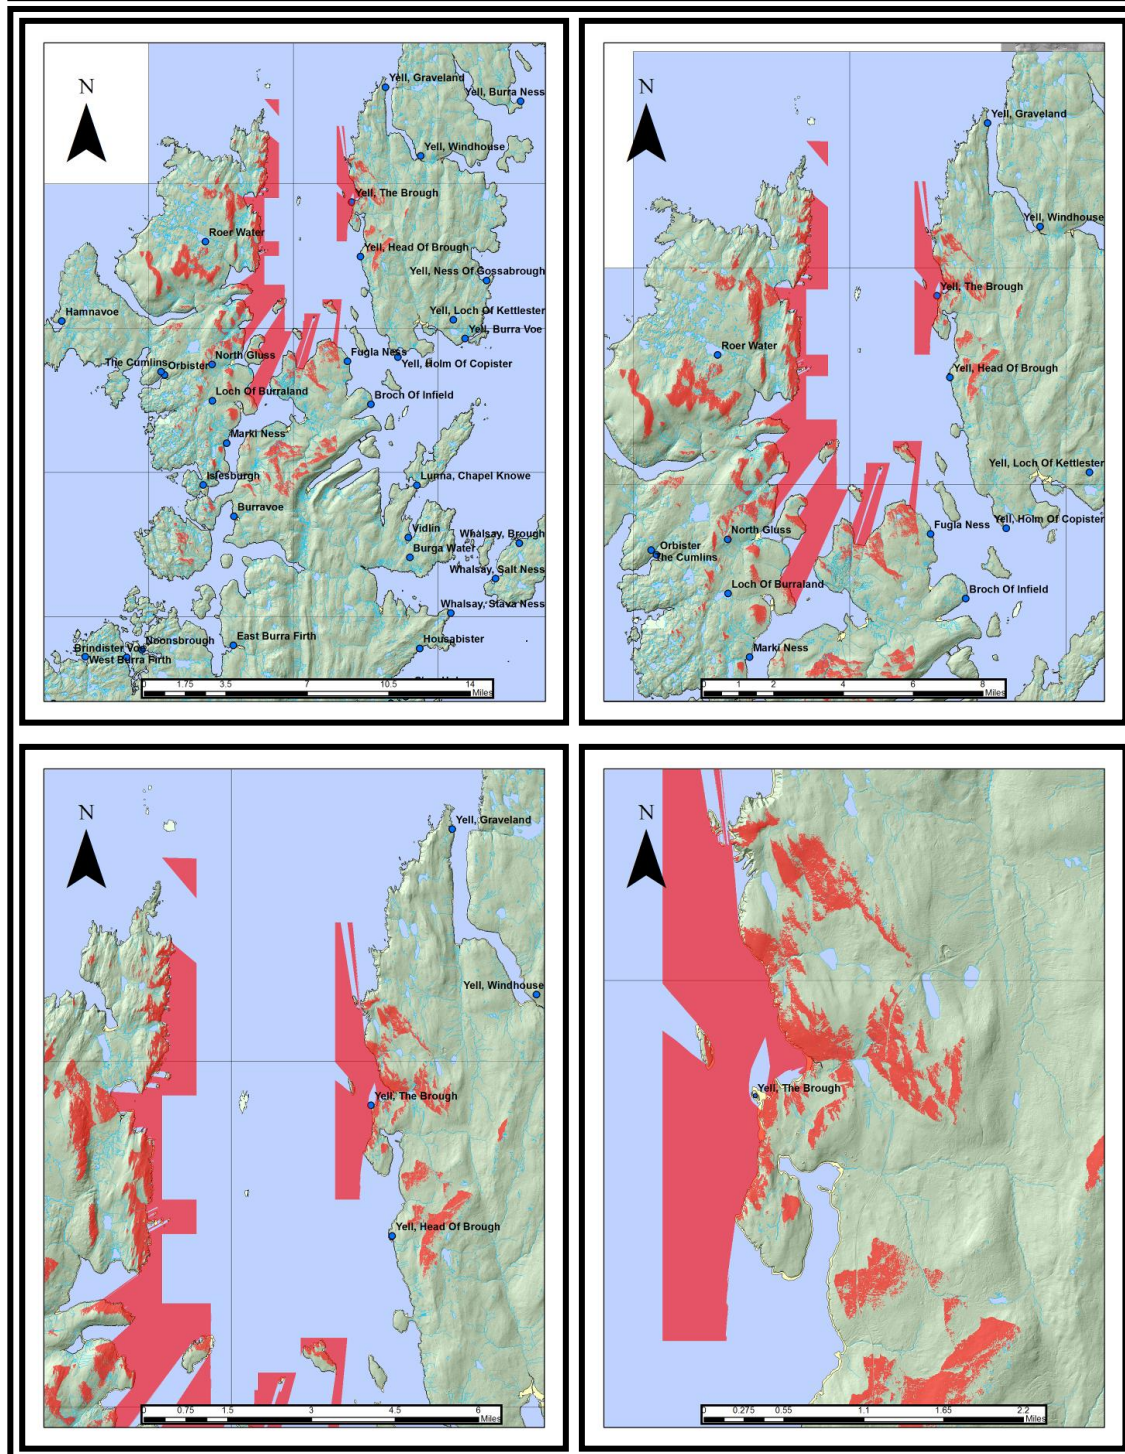 N
Yell, Graveland
Yell, Burra Ness
Yell, Windhouse
Yell, The Brough
Roer Water
Yell, Head Of Brough
Yell, Ness Of Gossabrough
Hamnavoe
Yell, Loch Of Kettlester
Yell, Burra Voe
North Gluss
Fugla Ness
The Cumlins
Orbister
Yell, Holm Of Copister
Loch Of Burraland
Broch Of Infield
Marki Ness
Islesburgh
Lunna, Chapel Knowe
Burravoe
Vidlin
Whalsay, Brough
Burga Water
Whalsay, Salt Ness
Whalsay, Stava Ness
Noonsbrough
East Burra Firth
Housabister
Brindister Voe
West Burra Firth
0 1.75 3.5 7 10.5 14
Miles
N
Yell, Graveland
Yell, Windhouse
Yell, The Brough
Roer Water
Yell, Head Of Brough
Yell, Loch Of Kettlester
North Gluss
Fugla Ness
Yell, Holm Of Copister
Orbister
The Cumlins
Loch Of Burraland
Broch Of Infield
Marki Ness
0 1 2 4 6 8
Miles
N
Yell, Graveland
Yell, Windhouse
Yell, The Brough
Yell, Head Of Brough
0 0.75 1.5 3 4.5 6
Miles
N
Yell, The Brough
0 0.275 0.55 1.1 1.65 2.2
Miles